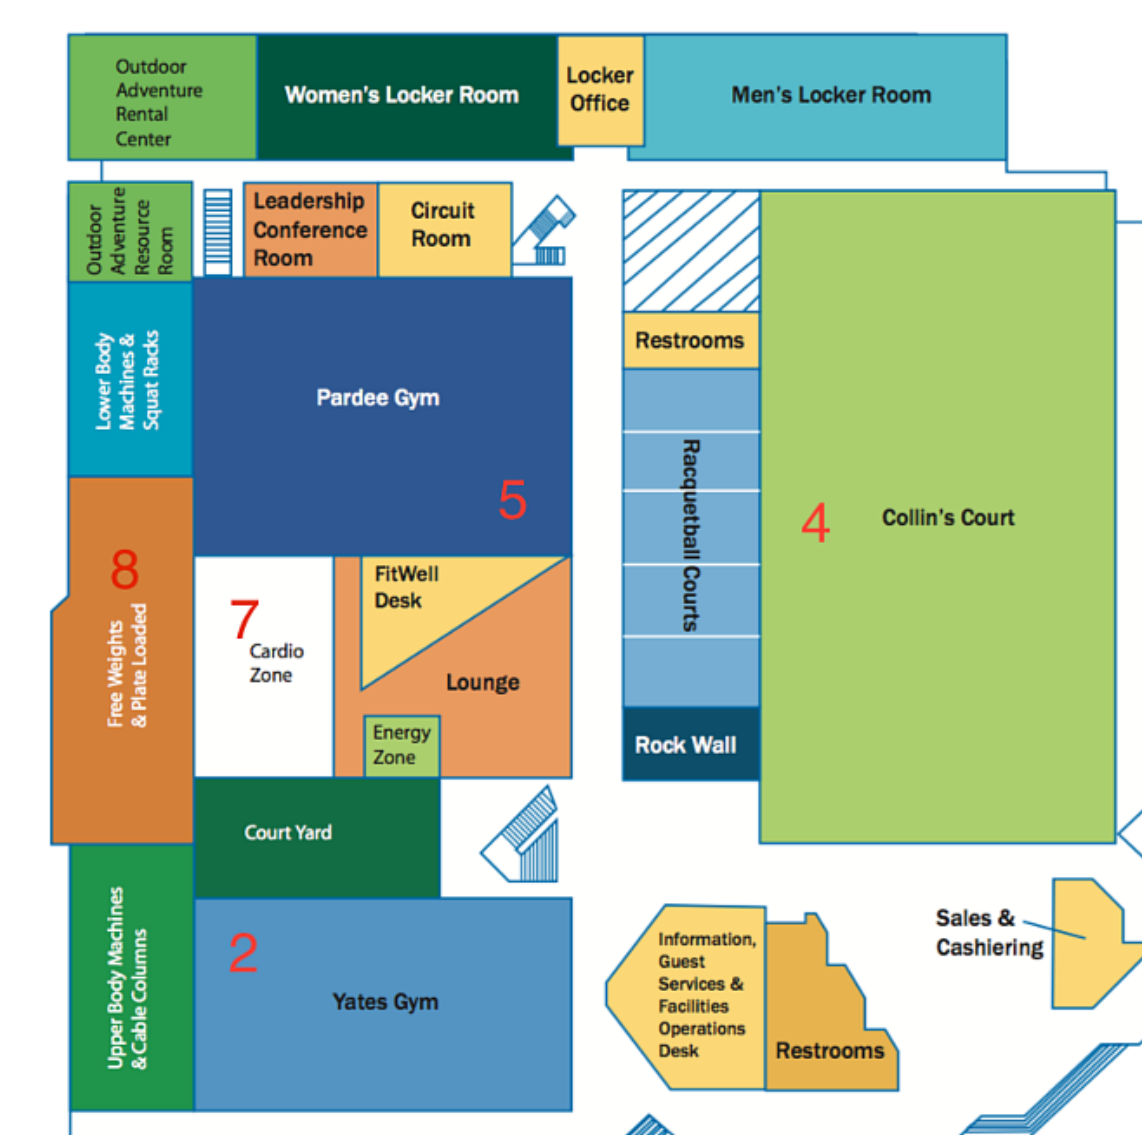 Outdoor
Adventure
Rental
Center
Women's Locker Room
Locker
Office
Men's Locker Room
Outdoor
Adventure
Resource
Room
Leadership
Conference
Room
Circuit
Room
Restrooms
Lower Body
Machines &
Squat Racks
Pardee Gym
5
Racquetball Courts
4
Collin's Court
8
Free Weights
& Plate Loaded
7
Cardio
Zone
FitWell
Desk
Lounge
Energy
Zone
Rock Wall
Court Yard
Upper Body Machines
& Cable Columns
2
Yates Gym
Information,
Guest
Services &
Facilities
Operations
Desk
Restrooms
Sales &
Cashiering